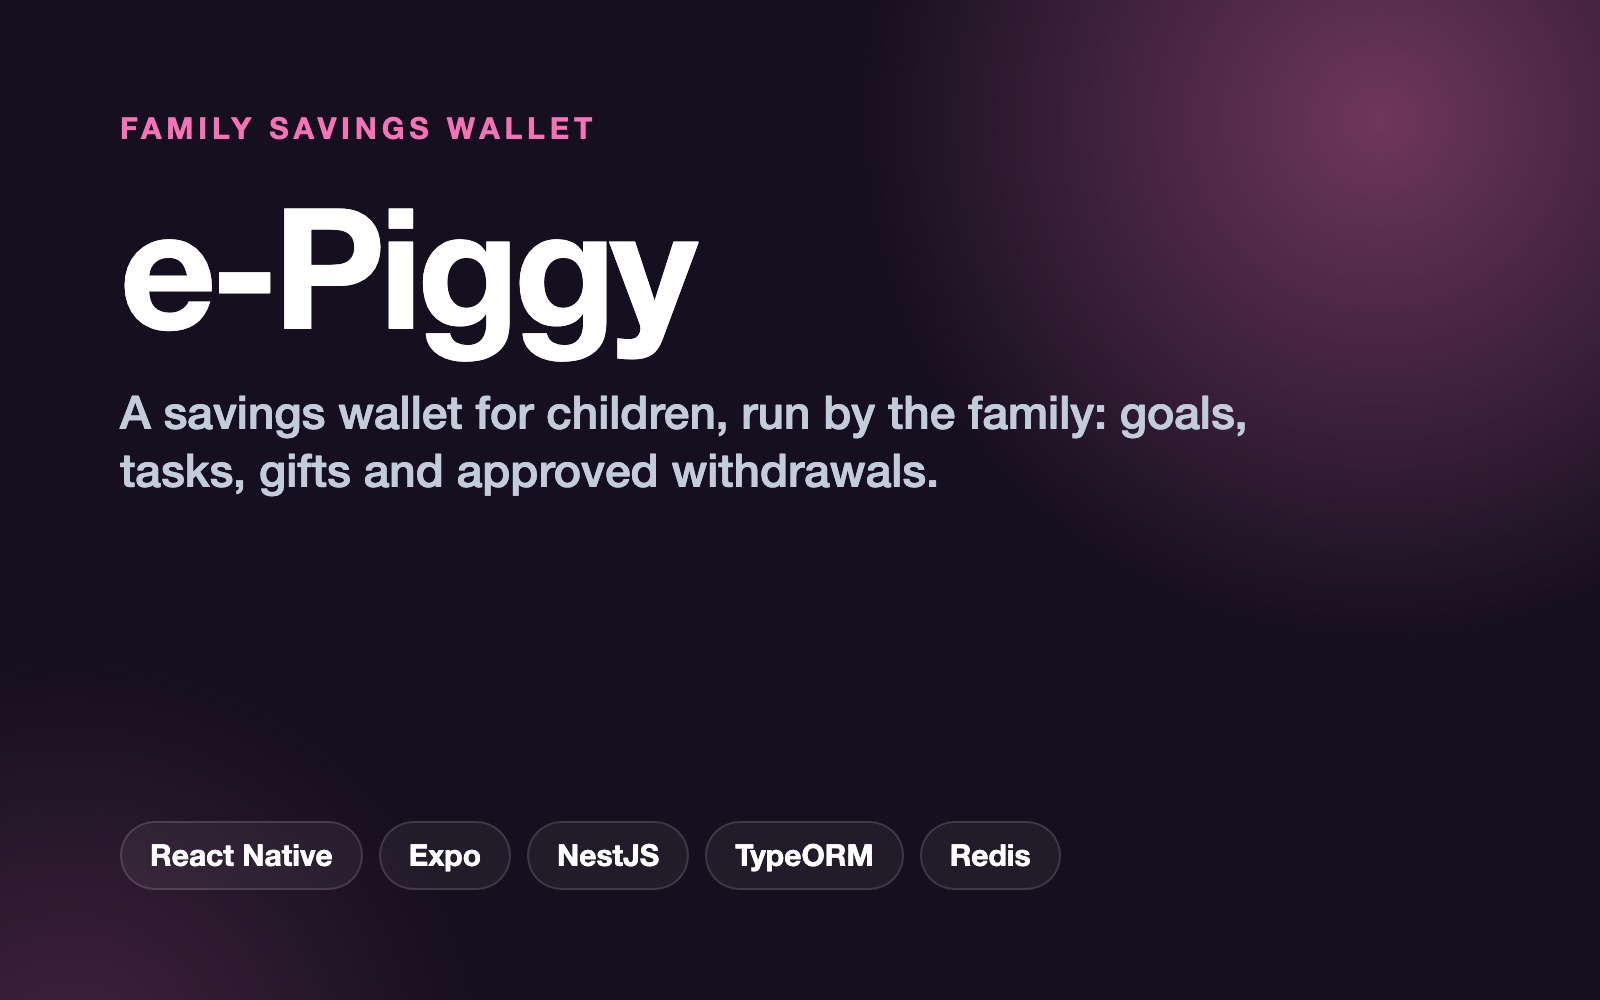 FAMILY SAVINGS WALLET
e-Piggy
A savings wallet for children, run by the family: goals,
tasks, gifts and approved withdrawals.
React Native Expo NestJS TypeORM Redis